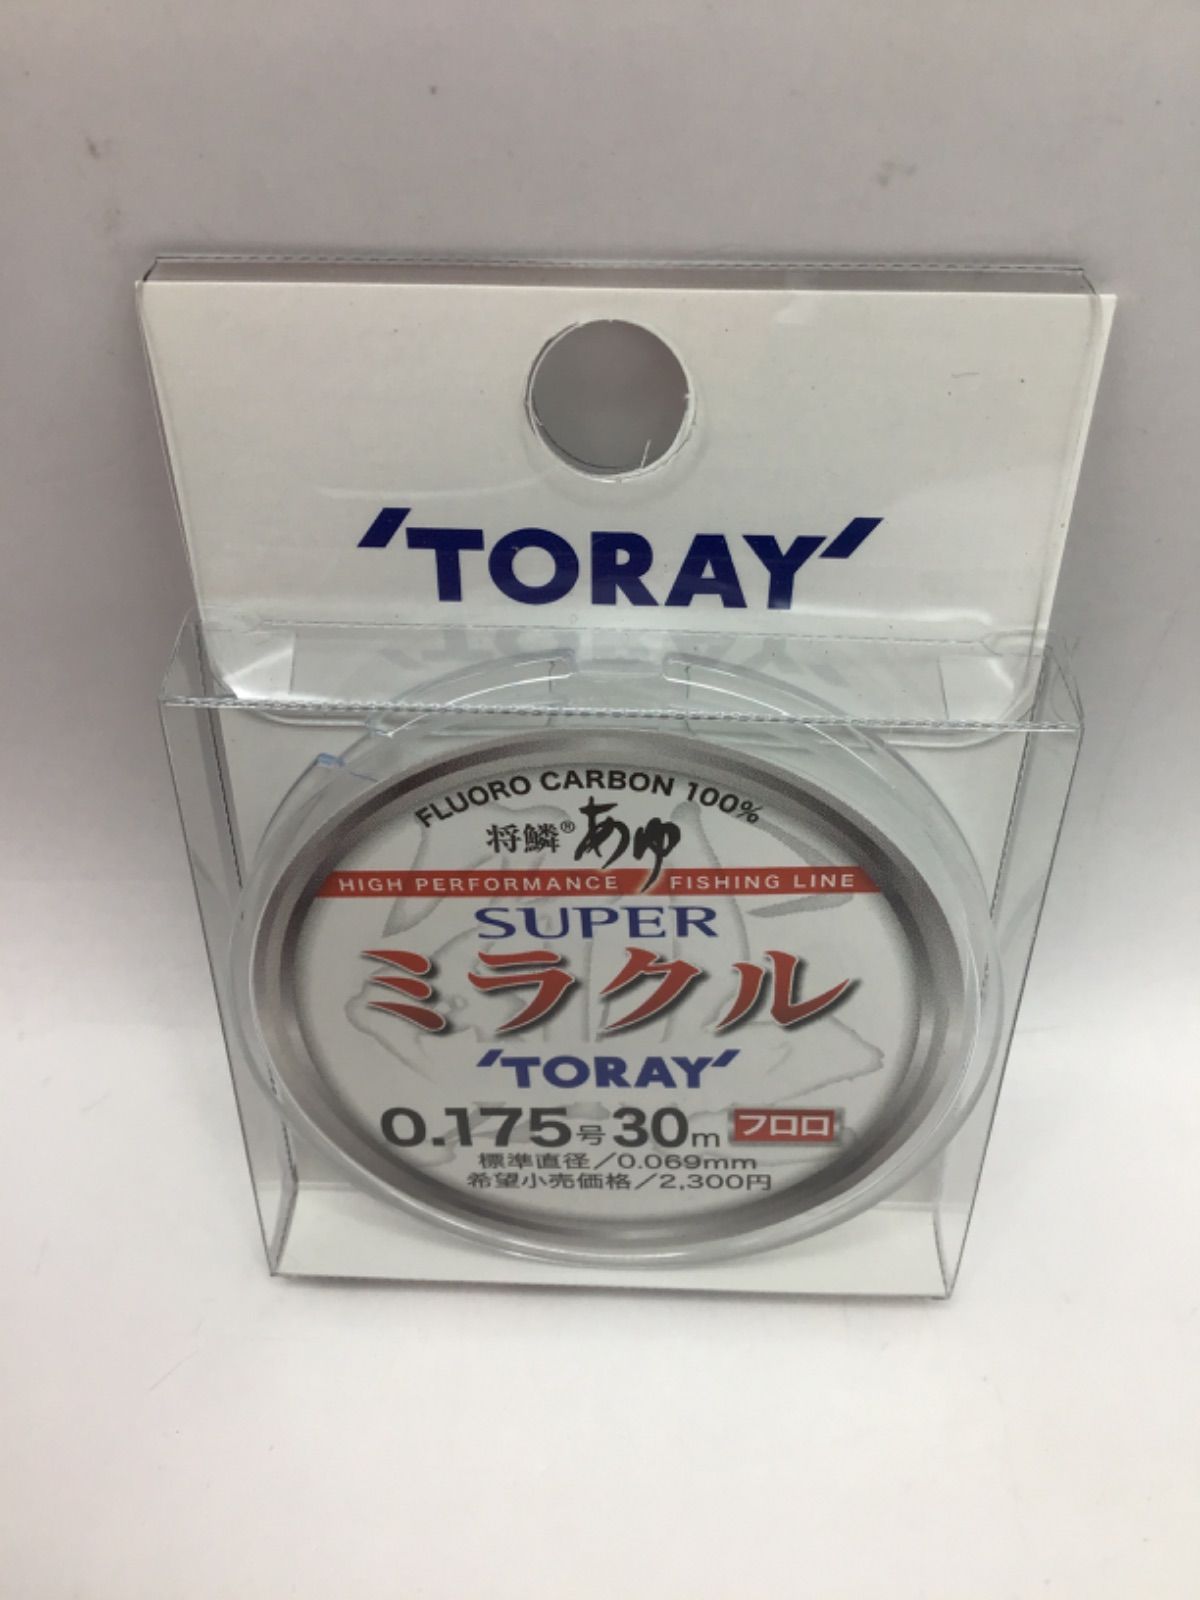 'TORAY'
FLUORO CARBON 100%
将鱗® あゆ
HIGH PERFORMANCE FISHING LINE
SUPER
ミラクル
'TORAY'
0.175号30m フロロ
標準直径/0.069mm
希望小売価格/2,300円